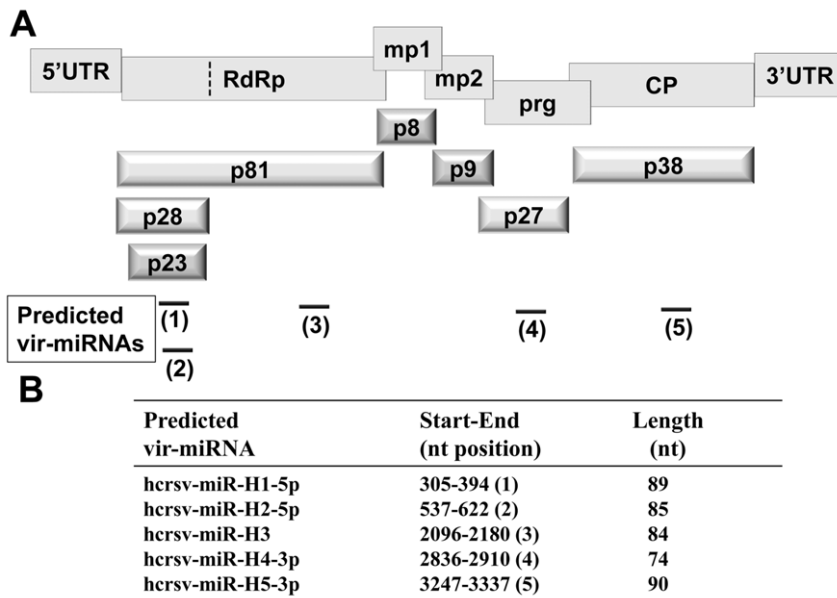 A
5'UTR RdRp mp1 mp2 prg CP 3'UTR
p8
p81 p9 p38
p28 p27
p23
Predicted
vir-miRNAs
(1) (3) (4) (5)
(2)
B
Predicted Start-End Length
vir-miRNA (nt position) (nt)
hcrsv-miR-H1-5p 305-394 (1) 89
hcrsv-miR-H2-5p 537-622 (2) 85
hcrsv-miR-H3 2096-2180 (3) 84
hcrsv-miR-H4-3p 2836-2910 (4) 74
hcrsv-miR-H5-3p 3247-3337 (5) 90